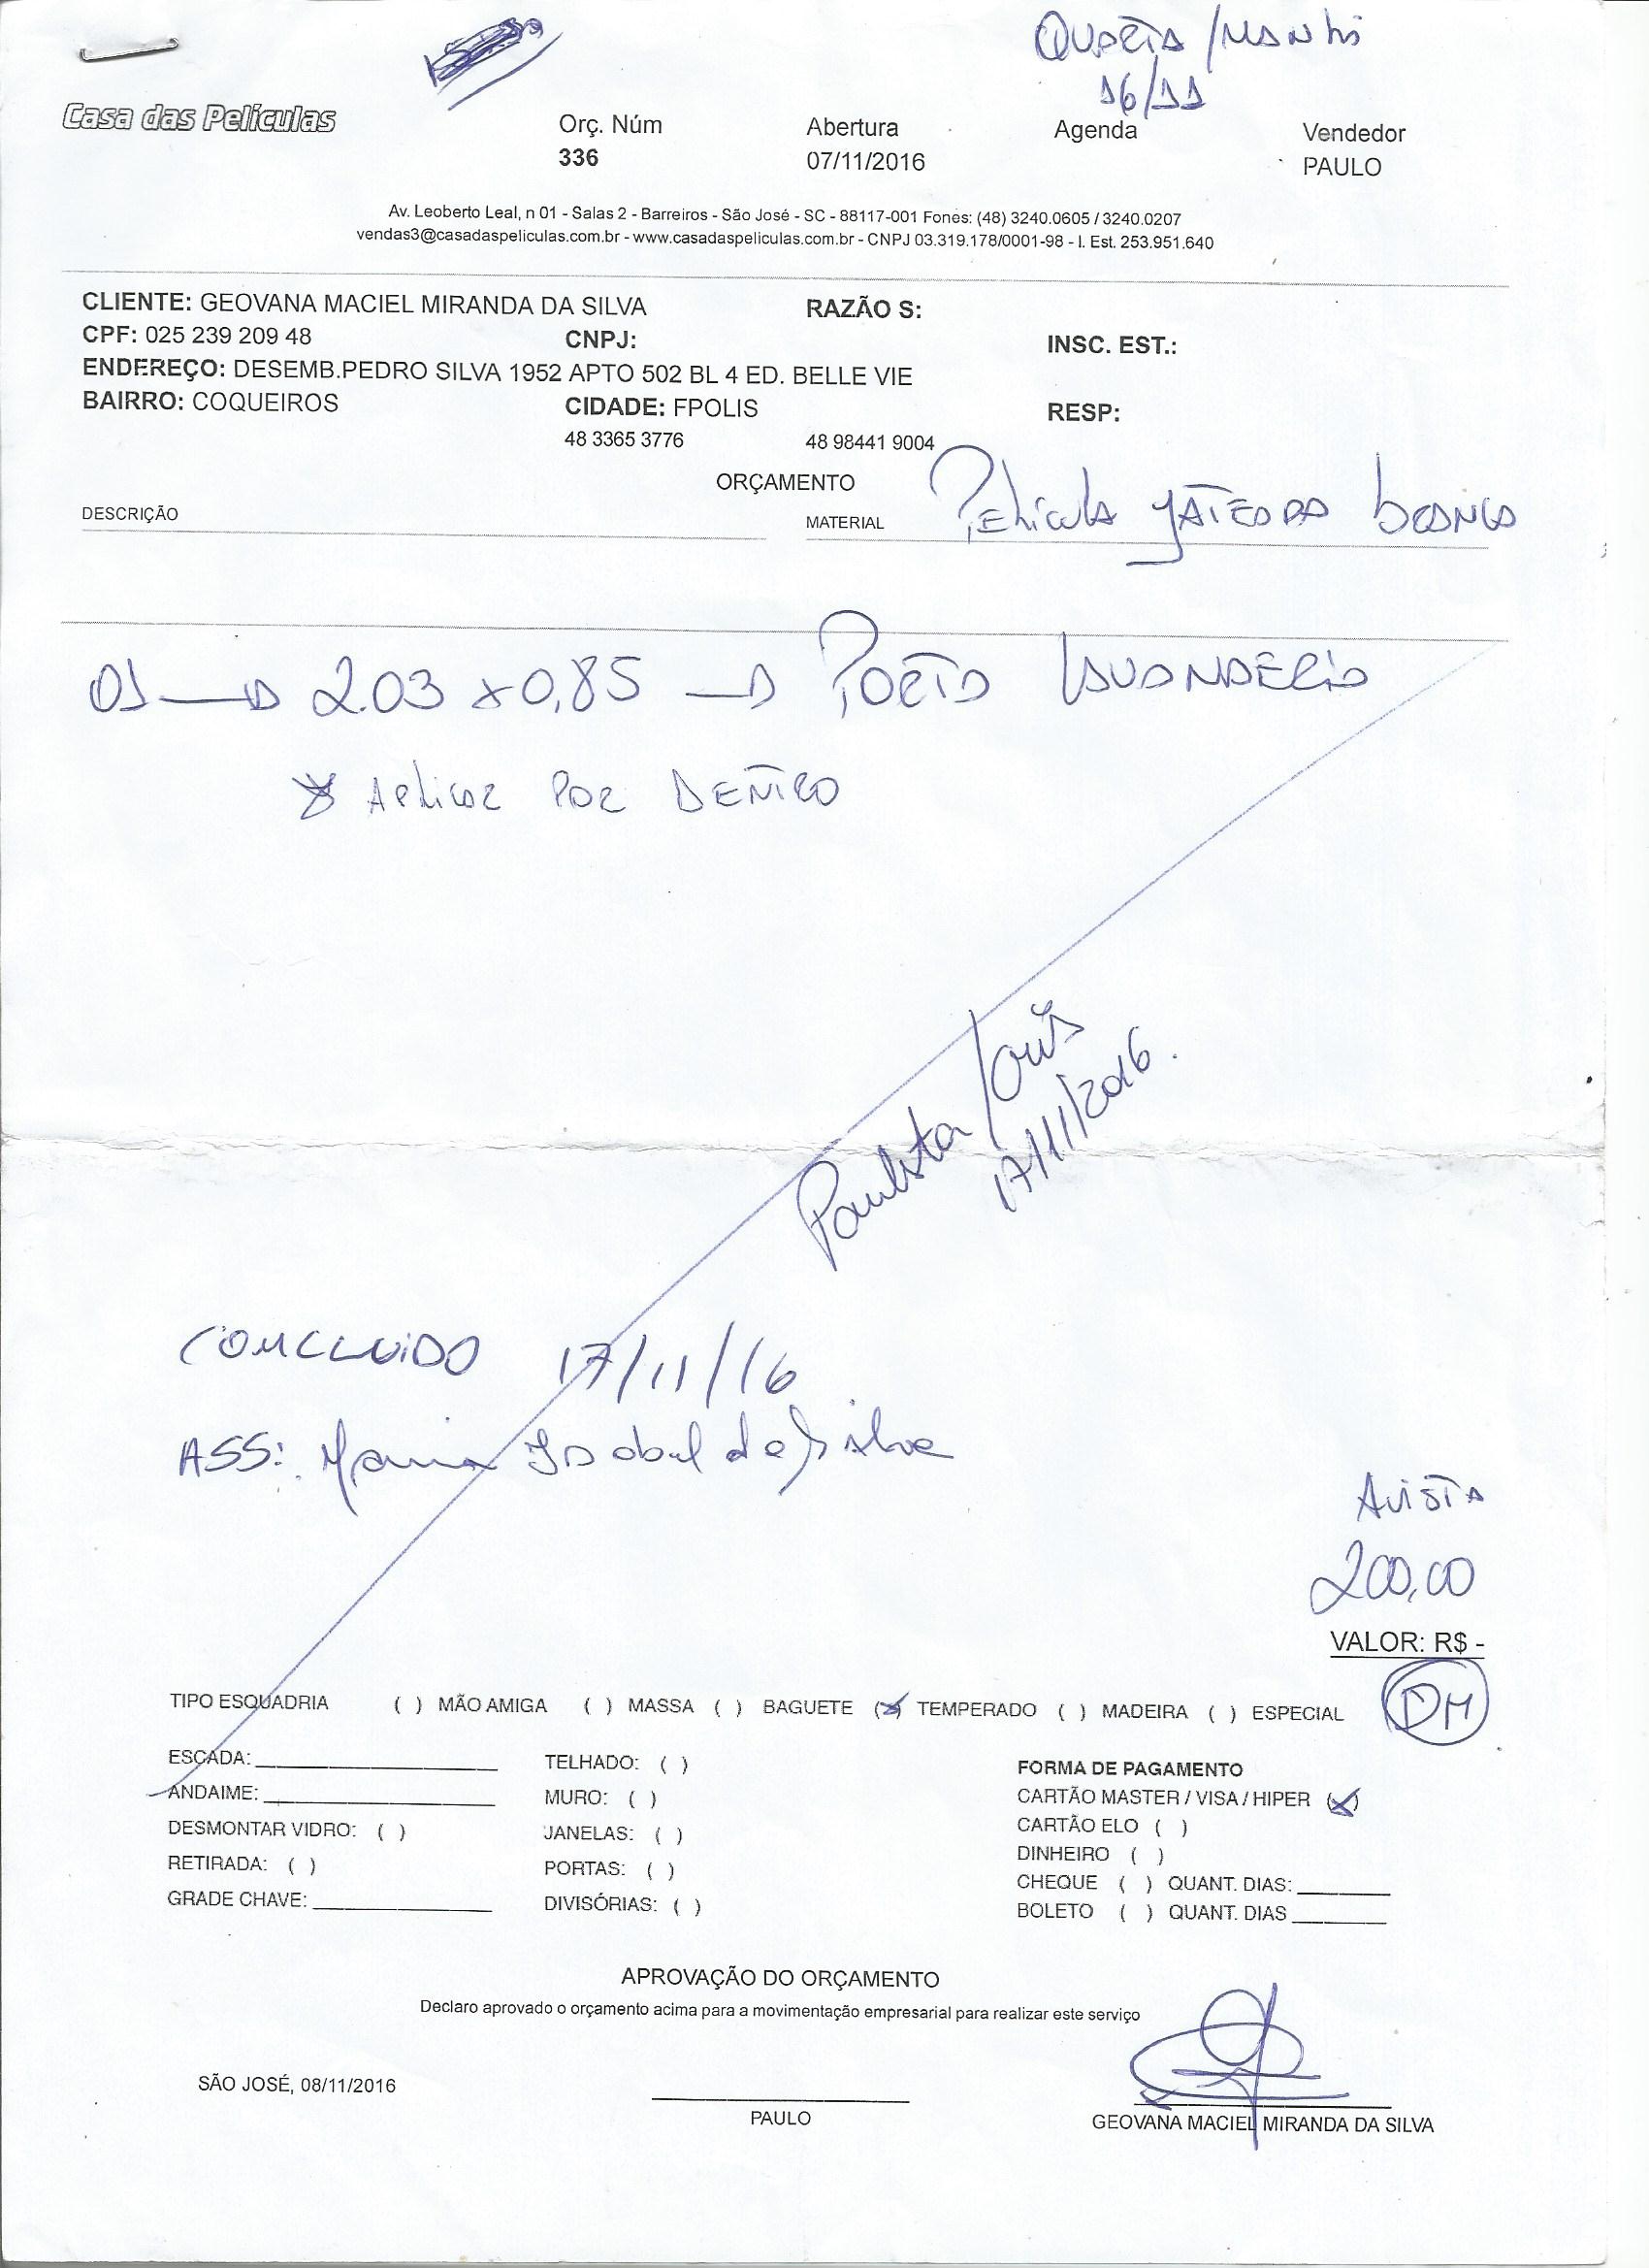 QUARTA / MANHÃ
16/11
Casa das Películas
Orç. Núm
336
Abertura
07/11/2016
Agenda
Vendedor
PAULO
Av. Leoberto Leal, n 01 - Salas 2 - Barreiros - São José - SC - 88117-001 Fones: (48) 3240.0605 / 3240.0207
vendas3@casadaspeliculas.com.br - www.casadaspeliculas.com.br - CNPJ 03.319.178/0001-98 - I. Est. 253.951.640
CLIENTE: GEOVANA MACIEL MIRANDA DA SILVA RAZÃO S:
CPF: 025 239 209 48 CNPJ: INSC. EST.:
ENDEREÇO: DESEMB.PEDRO SILVA 1952 APTO 502 BL 4 ED. BELLE VIE
BAIRRO: COQUEIROS CIDADE: FPOLIS RESP:
48 3365 3776 48 98441 9004
ORÇAMENTO
DESCRIÇÃO MATERIAL Película JATEADA branca
01 → 2.03 x 0,85 → PORTA LAVANDERIA
* APLICAR POR DENTRO
Paulista / Luis
17/11/2016.
CONCLUIDO 17/11/16
ASS: Maria Isabel da Silva
AVISTA
200,00
VALOR: R$ -
DM
TIPO ESQUADRIA ( ) MÃO AMIGA ( ) MASSA ( ) BAGUETE (X) TEMPERADO ( ) MADEIRA ( ) ESPECIAL
ESCADA: TELHADO: ( ) FORMA DE PAGAMENTO
ANDAIME: MURO: ( ) CARTÃO MASTER / VISA / HIPER (X)
DESMONTAR VIDRO: ( ) JANELAS: ( ) CARTÃO ELO ( )
RETIRADA: ( ) PORTAS: ( ) DINHEIRO ( )
GRADE CHAVE: DIVISÓRIAS: ( ) CHEQUE ( ) QUANT. DIAS:
BOLETO ( ) QUANT. DIAS
APROVAÇÃO DO ORÇAMENTO
Declaro aprovado o orçamento acima para a movimentação empresarial para realizar este serviço
SÃO JOSÉ, 08/11/2016
PAULO
GEOVANA MACIEL MIRANDA DA SILVA